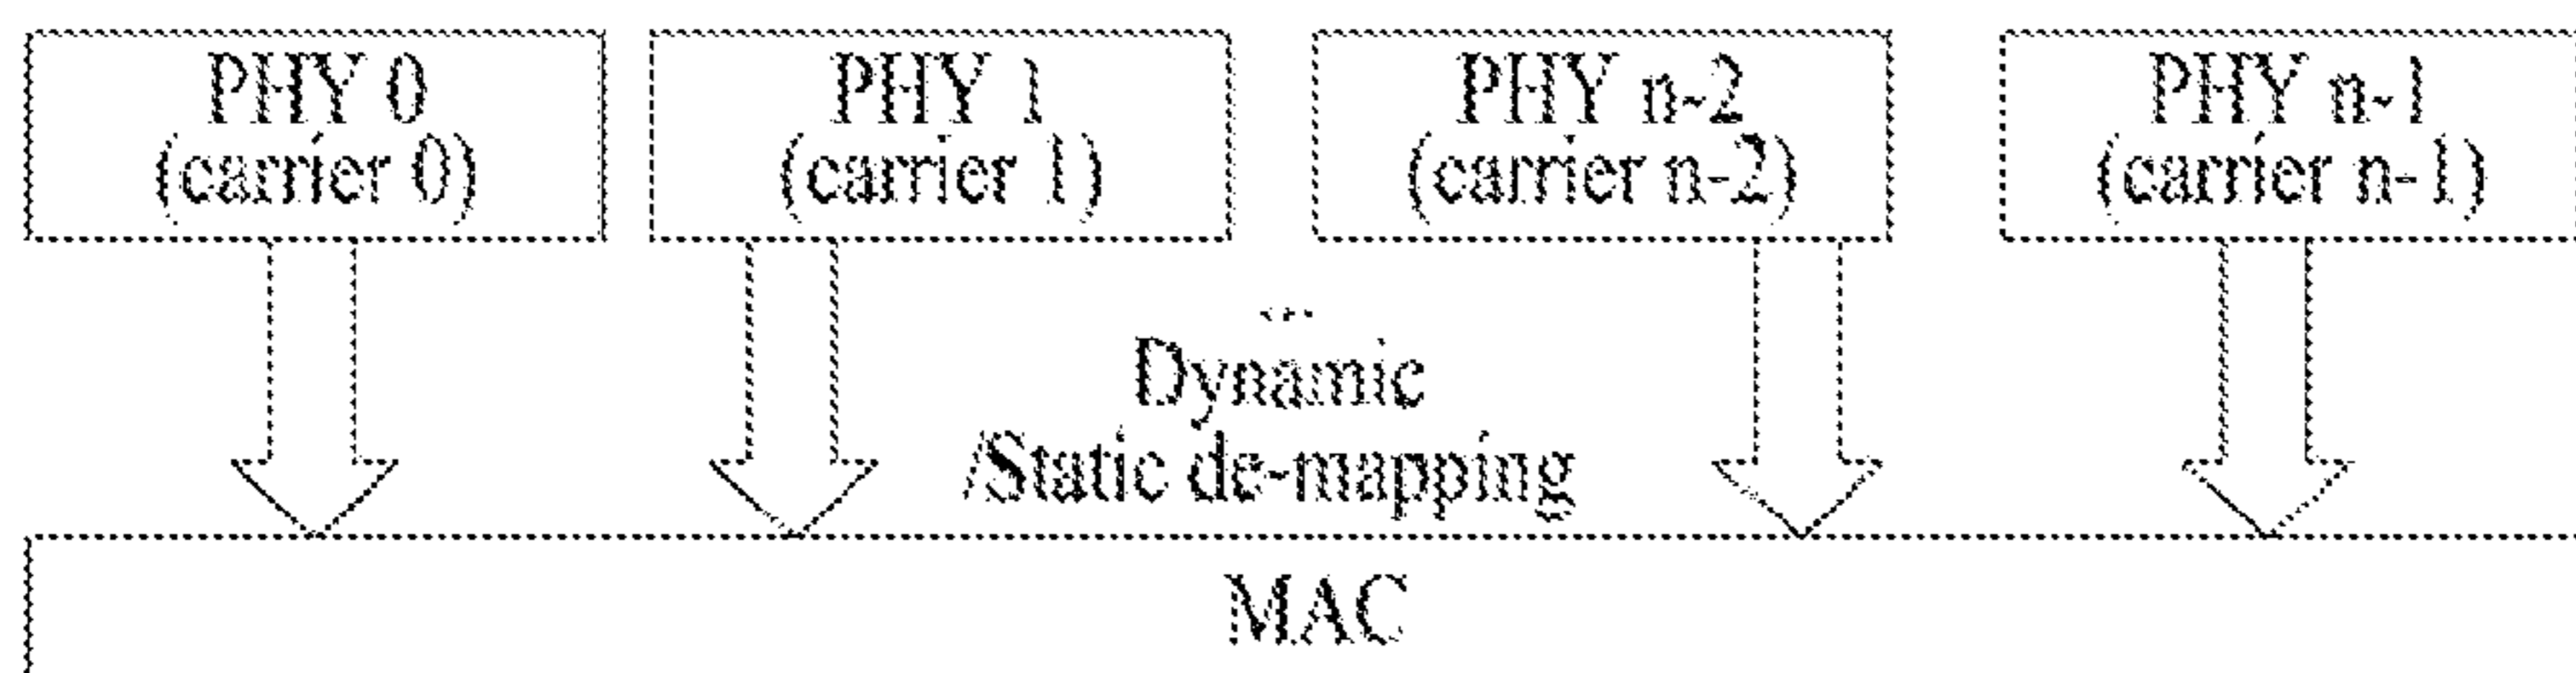 PHY 0
(carrier 0)
PHY 1
(carrier 1)
PHY n-2
(carrier n-2)
PHY n-1
(carrier n-1)
...
Dynamic
/Static de-mapping
MAC